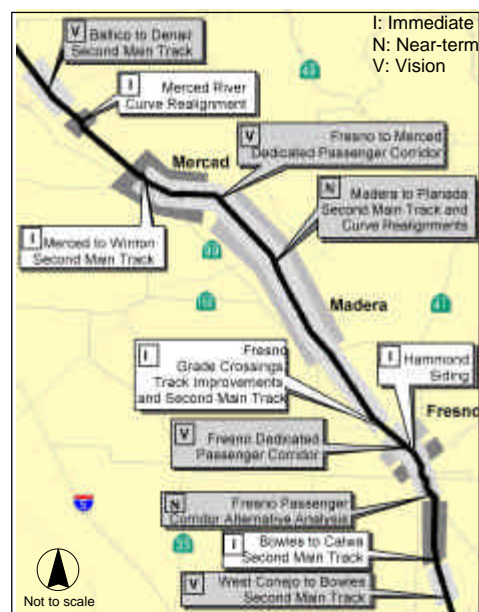 I: Immediate
N: Near-term
V: Vision
V Ballico to Denair
Second Main Track
I Merced River
Curve Realignment
V Fresno to Merced
Dedicated Passenger Corridor
Merced
N Madera to Planada
Second Main Track and
Curve Realignments
I Merced to Winton
Second Main Track
99
Madera
41
I Fresno
Grade Crossings
Track Improvements
and Second Main Track
I Hammond
Siding
Fresno
V Fresno Dedicated
Passenger Corridor
N Fresno Passenger
Corridor Alternative Analysis
5
I Bowles to Calwa
Second Main Track
V West Conejo to Bowles
Second Main Track
Not to scale